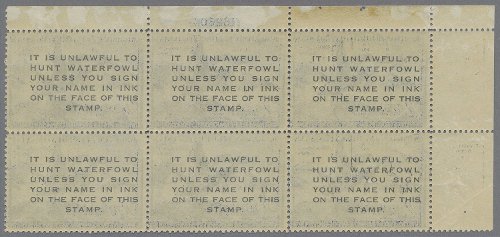 IT IS UNLAWFUL TO
HUNT WATERFOWL
UNLESS YOU SIGN
YOUR NAME IN INK
ON THE FACE OF THIS
STAMP.
IT IS UNLAWFUL TO
HUNT WATERFOWL
UNLESS YOU SIGN
YOUR NAME IN INK
ON THE FACE OF THIS
STAMP.
IT IS UNLAWFUL TO
HUNT WATERFOWL
UNLESS YOU SIGN
YOUR NAME IN INK
ON THE FACE OF THIS
STAMP.
IT IS UNLAWFUL TO
HUNT WATERFOWL
UNLESS YOU SIGN
YOUR NAME IN INK
ON THE FACE OF THIS
STAMP.
IT IS UNLAWFUL TO
HUNT WATERFOWL
UNLESS YOU SIGN
YOUR NAME IN INK
ON THE FACE OF THIS
STAMP.
IT IS UNLAWFUL TO
HUNT WATERFOWL
UNLESS YOU SIGN
YOUR NAME IN INK
ON THE FACE OF THIS
STAMP.